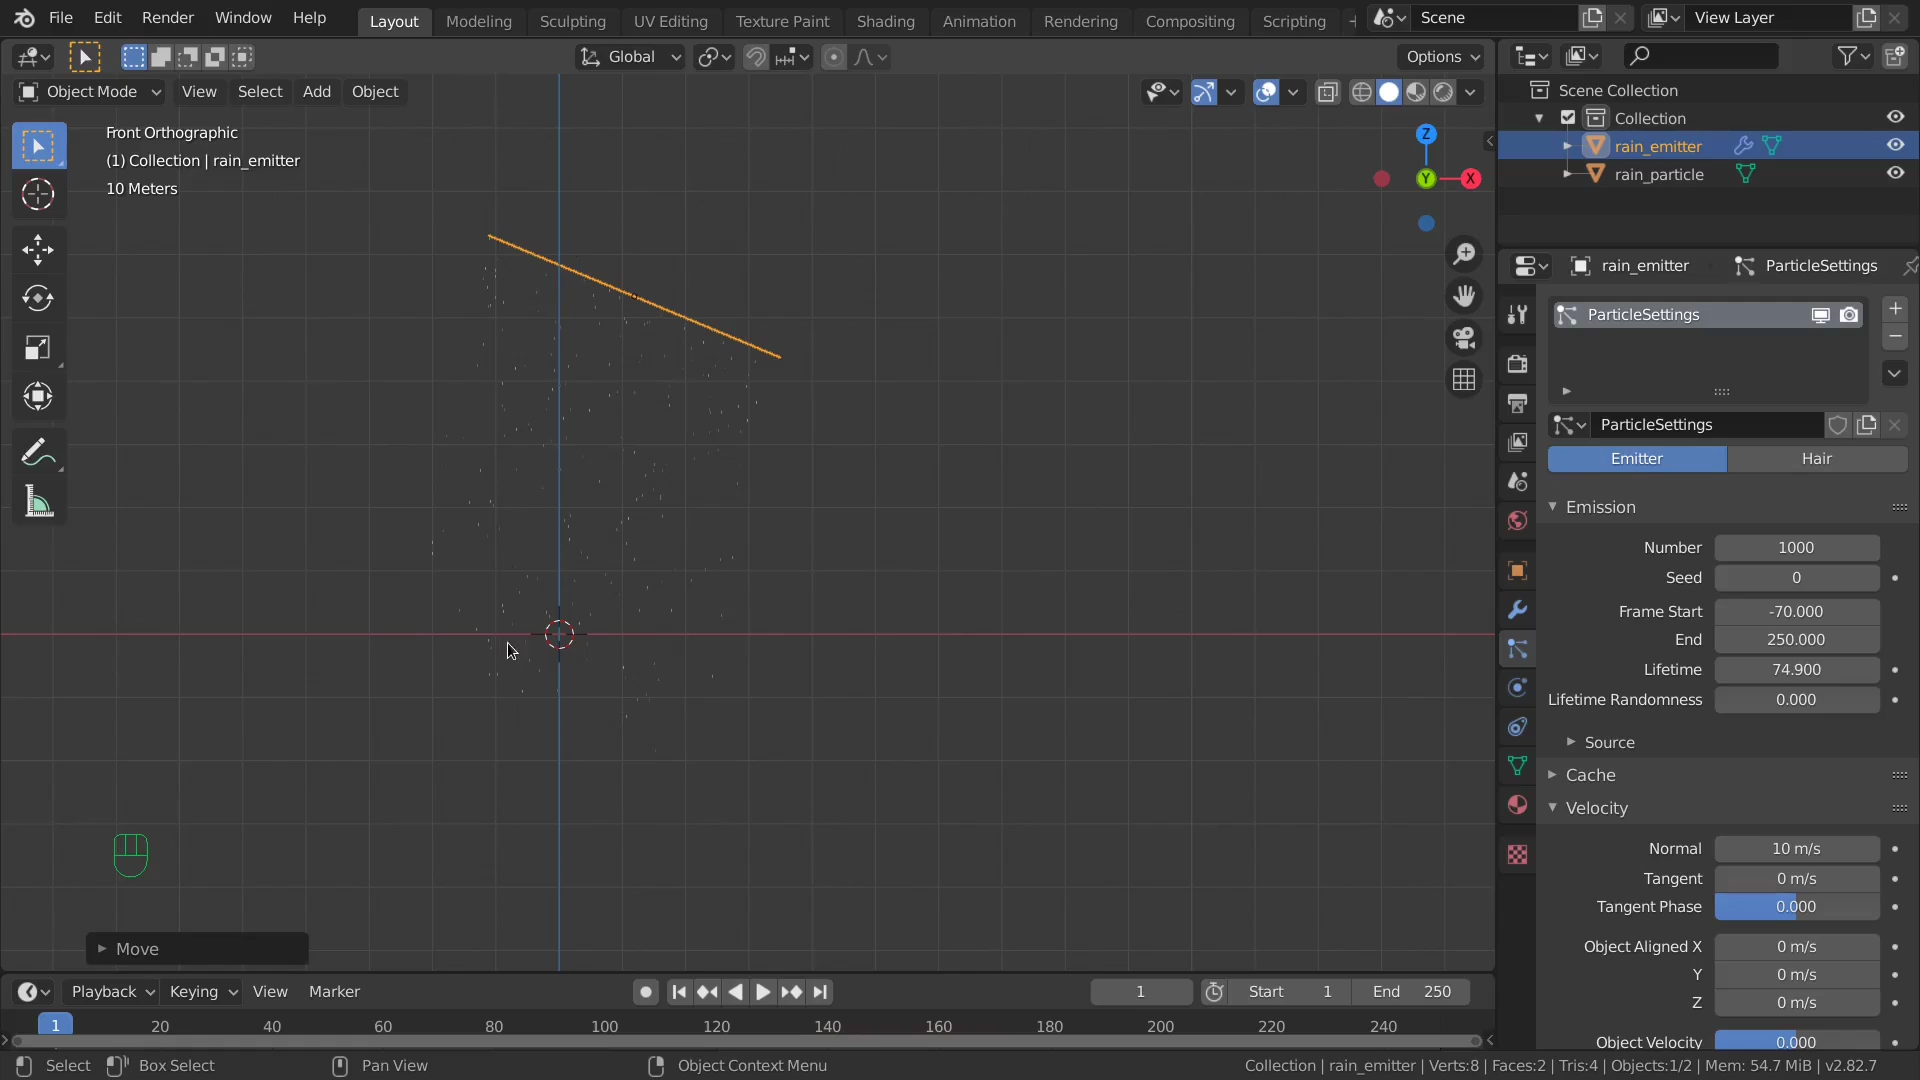 File Edit Render Window Help Layout Modeling Sculpting UV Editing Texture Paint Shading Animation Rendering Compositing Scripting Scene View Layer
Global Options
Object Mode View Select Add Object
Front Orthographic
(1) Collection | rain_emitter
10 Meters
Z
Y
X
Scene Collection
Collection
rain_emitter
rain_particle
rain_emitter ParticleSettings
ParticleSettings
ParticleSettings
Emitter Hair
Emission
Number 1000
Seed 0
Frame Start -70.000
End 250.000
Lifetime 74.900
Lifetime Randomness 0.000
Source
Cache
Velocity
Normal 10 m/s
Tangent 0 m/s
Tangent Phase 0.000
Object Aligned X 0 m/s
Y 0 m/s
Z 0 m/s
Object Velocity 0.000
Move
Playback Keying View Marker 1 Start 1 End 250
1 20 40 60 80 100 120 140 160 180 200 220 240
Select Box Select Pan View Object Context Menu Collection | rain_emitter | Verts:8 | Faces:2 | Tris:4 | Objects:1/2 | Mem: 54.7 MiB | v2.82.7